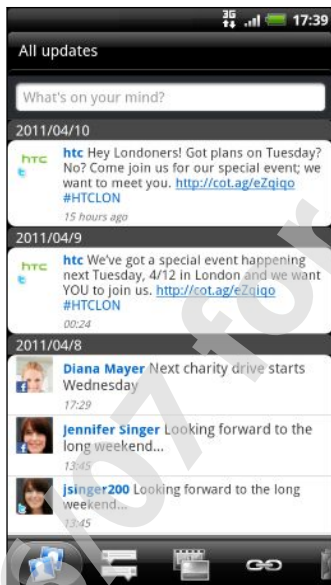 3G 17:39
All updates
What's on your mind?
2011/04/10
htc
htc Hey Londoners! Got plans on Tuesday?
No? Come join us for our special event; we
want to meet you. http://cot.ag/eZqiqo
#HTCLON
15 hours ago
2011/04/9
htc
htc We've got a special event happening
next Tuesday, 4/12 in London and we want
YOU to join us. http://cot.ag/eZqiqo
#HTCLON
00:24
2011/04/8
Diana Mayer Next charity drive starts
Wednesday
17:29
Jennifer Singer Looking forward to the
long weekend...
13:45
jsinger200 Looking forward to the long
weekend...
13:45